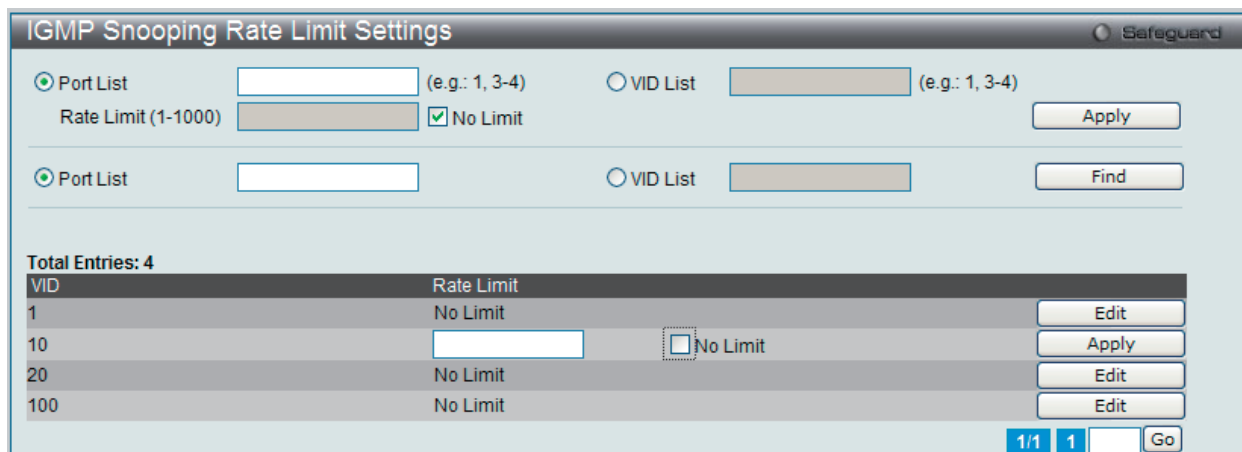 IGMP Snooping Rate Limit Settings Safeguard
Port List (e.g.: 1, 3-4) VID List (e.g.: 1, 3-4)
Rate Limit (1-1000) No Limit Apply
Port List VID List Find
Total Entries: 4
VID Rate Limit
1 No Limit Edit
10 No Limit Apply
20 No Limit Edit
100 No Limit Edit
1/1 1 Go